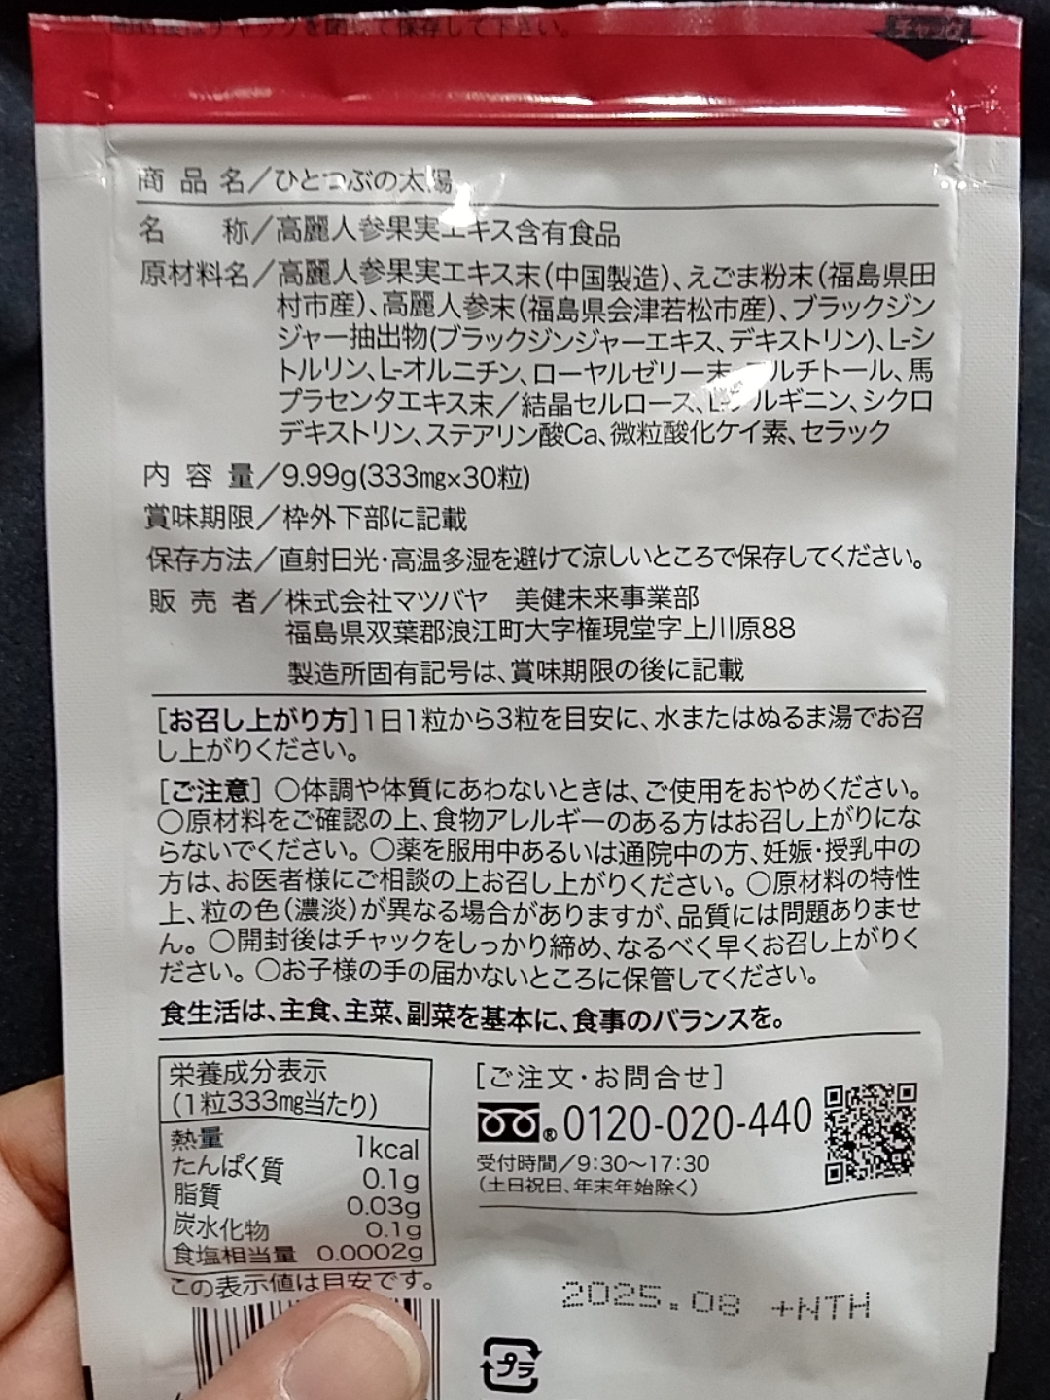 チャックを閉じて保存して下さい。
チャック
商品名／ひとつぶの太陽
名　　称／高麗人参果実エキス含有食品
原材料名／高麗人参果実エキス末(中国製造)、えごま粉末(福島県田
村市産)、高麗人参末(福島県会津若松市産)、ブラックジン
ジャー抽出物(ブラックジンジャーエキス、デキストリン)、L-シ
トルリン、L-オルニチン、ローヤルゼリー末、マルチトール、馬
プラセンタエキス末／結晶セルロース、L-アルギニン、シクロ
デキストリン、ステアリン酸Ca、微粒酸化ケイ素、セラック
内容量／9.99g(333mg×30粒)
賞味期限／枠外下部に記載
保存方法／直射日光・高温多湿を避けて涼しいところで保存してください。
販売者／株式会社マツバヤ　美健未来事業部
福島県双葉郡浪江町大字権現堂字上川原88
製造所固有記号は、賞味期限の後に記載
[お召し上がり方]1日1粒から3粒を目安に、水またはぬるま湯でお召
し上がりください。
[ご注意] ○体調や体質にあわないときは、ご使用をおやめください。
○原材料をご確認の上、食物アレルギーのある方はお召し上がりにな
らないでください。○薬を服用中あるいは通院中の方、妊娠・授乳中の
方は、お医者様にご相談の上お召し上がりください。○原材料の特性
上、粒の色(濃淡)が異なる場合がありますが、品質には問題ありませ
ん。○開封後はチャックをしっかり締め、なるべく早くお召し上がりく
ださい。○お子様の手の届かないところに保管してください。
食生活は、主食、主菜、副菜を基本に、食事のバランスを。
栄養成分表示
(1粒333mg当たり)
熱量 1kcal
たんぱく質 0.1g
脂質 0.03g
炭水化物 0.1g
食塩相当量 0.0002g
この表示値は目安です。
[ご注文・お問合せ]
®0120-020-440
受付時間／9:30～17:30
(土日祝日、年末年始除く)
2025.08 +NTH
プラ